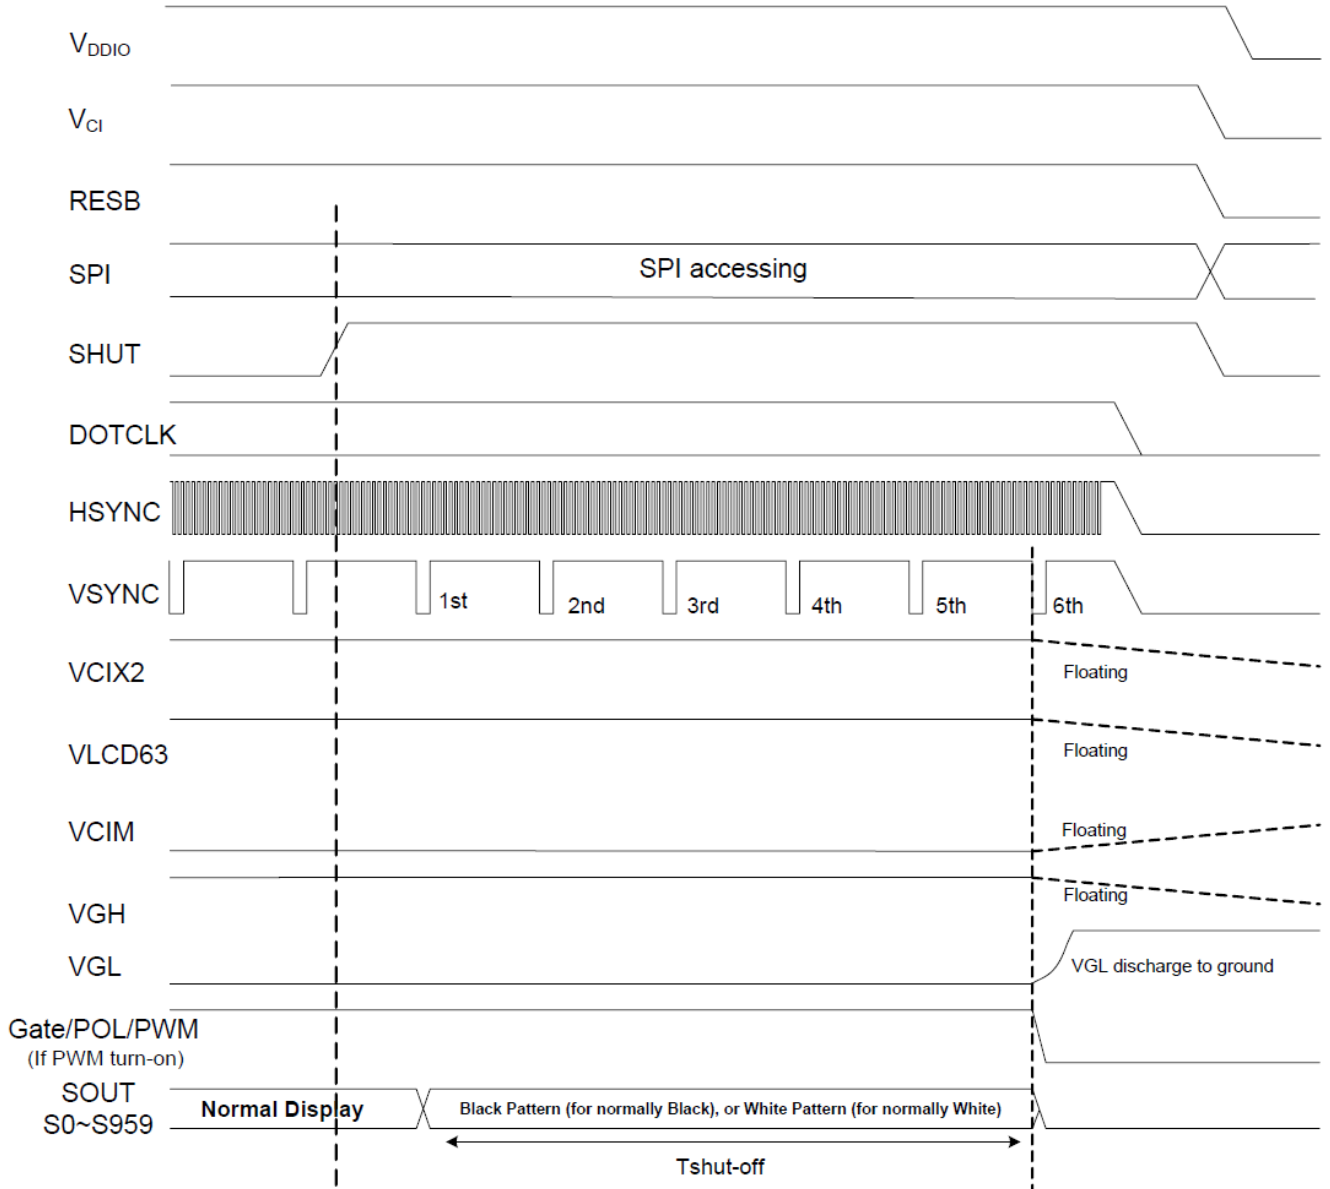 V_DDIO
V_CI
RESB
SPI
SPI accessing
SHUT
DOTCLK
HSYNC
VSYNC
1st
2nd
3rd
4th
5th
6th
VCIX2
Floating
VLCD63
Floating
VCIM
Floating
VGH
Floating
VGL
VGL discharge to ground
Gate/POL/PWM
(If PWM turn-on)
SOUT
S0~S959
Normal Display
Black Pattern (for normally Black), or White Pattern (for normally White)
Tshut-off